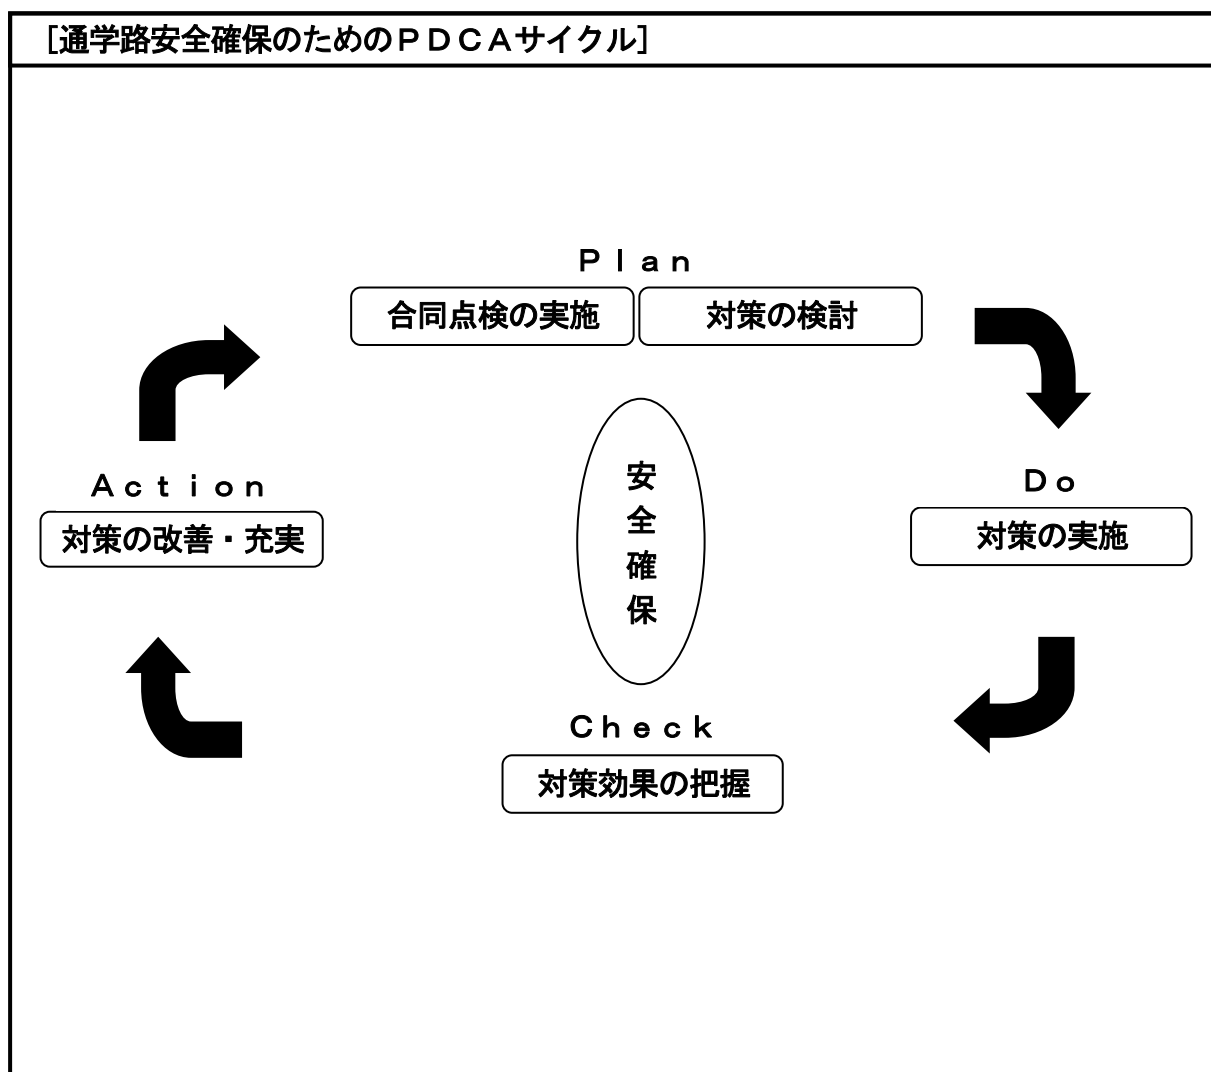 ［通学路安全確保のためのＰＤＣＡサイクル］
Ｐｌａｎ
合同点検の実施
対策の検討
Ｄｏ
対策の実施
安全確保
Ｃｈｅｃｋ
対策効果の把握
Ａｃｔｉｏｎ
対策の改善・充実